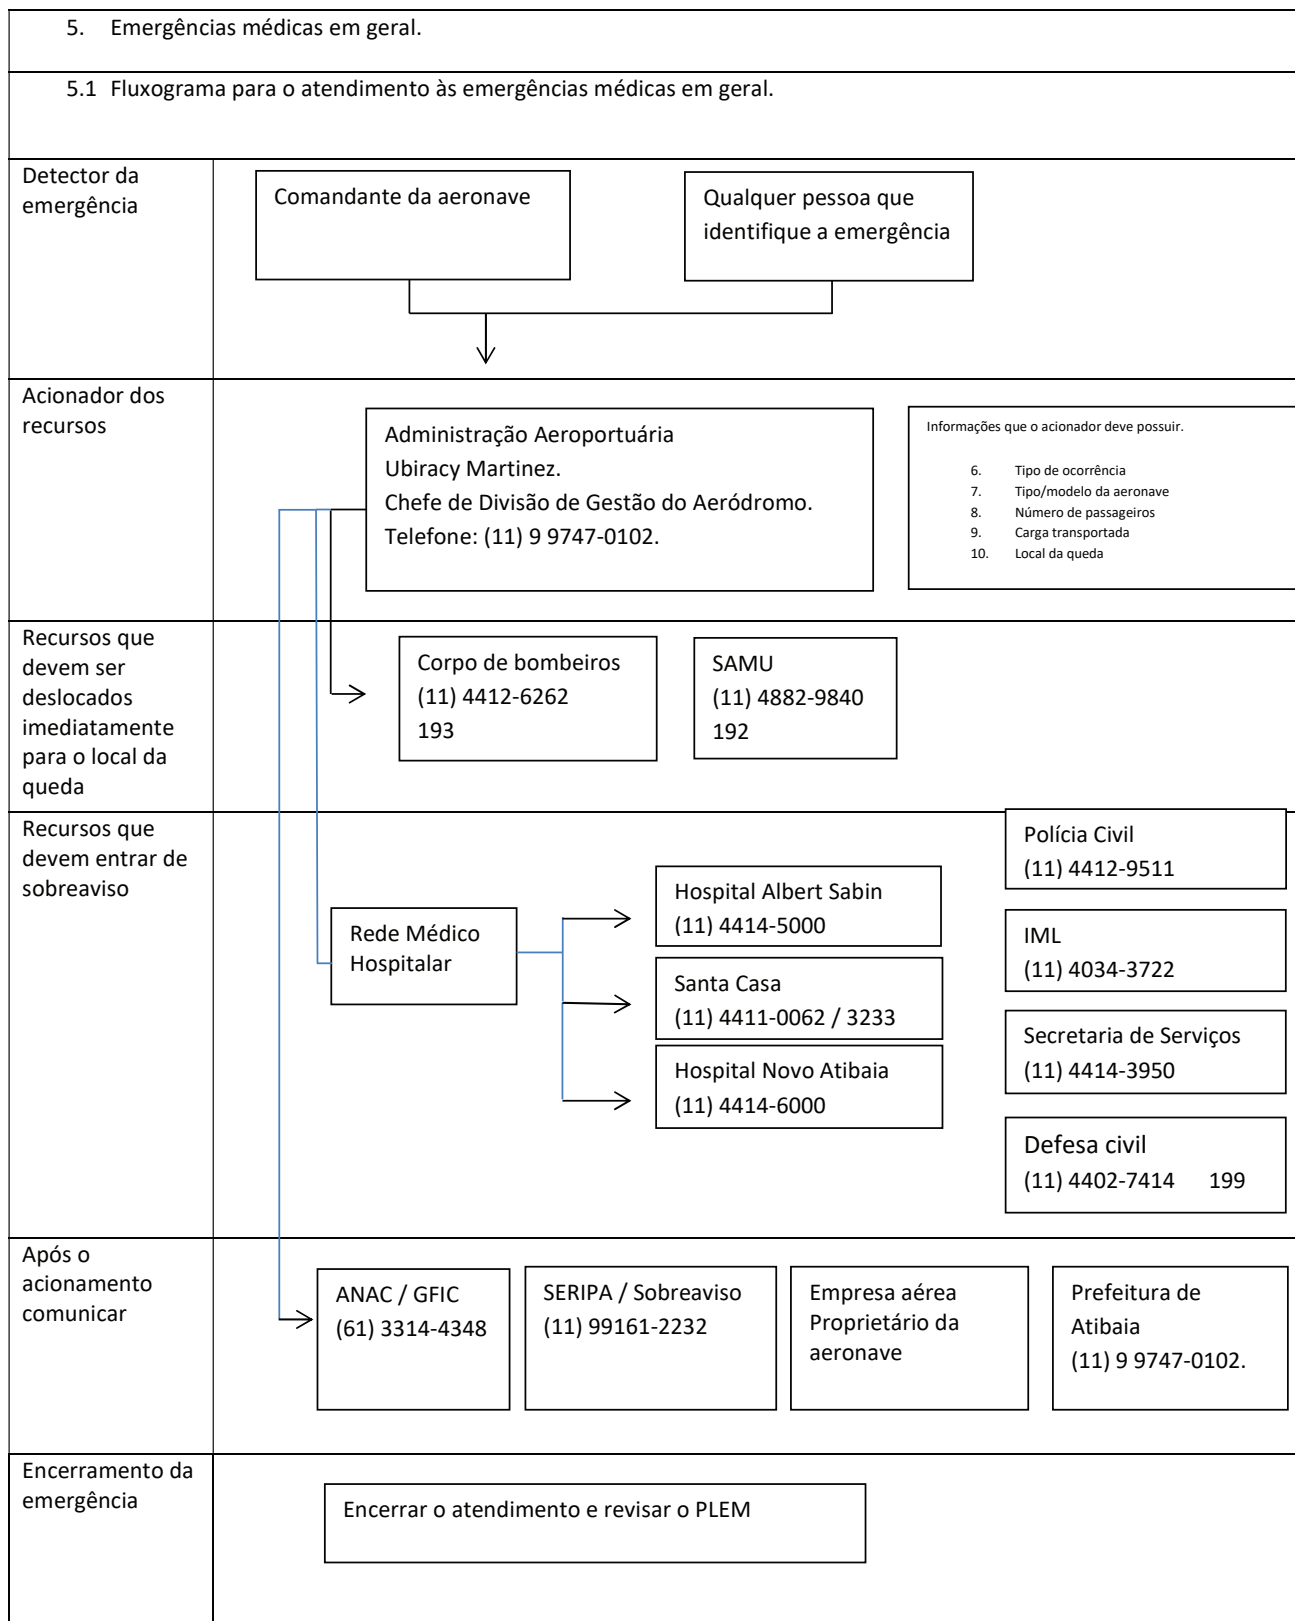 5. Emergências médicas em geral.
5.1 Fluxograma para o atendimento às emergências médicas em geral.
Detector da
emergência
Comandante da aeronave
Qualquer pessoa que
identifique a emergência
Acionador dos
recursos
Administração Aeroportuária
Ubiracy Martinez.
Chefe de Divisão de Gestão do Aeródromo.
Telefone: (11) 9 9747-0102.
Informações que o acionador deve possuir.
6. Tipo de ocorrência
7. Tipo/modelo da aeronave
8. Número de passageiros
9. Carga transportada
10. Local da queda
Recursos que
devem ser
deslocados
imediatamente
para o local da
queda
Corpo de bombeiros
(11) 4412-6262
193
SAMU
(11) 4882-9840
192
Recursos que
devem entrar de
sobreaviso
Rede Médico
Hospitalar
Hospital Albert Sabin
(11) 4414-5000
Santa Casa
(11) 4411-0062 / 3233
Hospital Novo Atibaia
(11) 4414-6000
Polícia Civil
(11) 4412-9511
IML
(11) 4034-3722
Secretaria de Serviços
(11) 4414-3950
Defesa civil
(11) 4402-7414 199
Após o
acionamento
comunicar
ANAC / GFIC
(61) 3314-4348
SERIPA / Sobreaviso
(11) 99161-2232
Empresa aérea
Proprietário da
aeronave
Prefeitura de
Atibaia
(11) 9 9747-0102.
Encerramento da
emergência
Encerrar o atendimento e revisar o PLEM